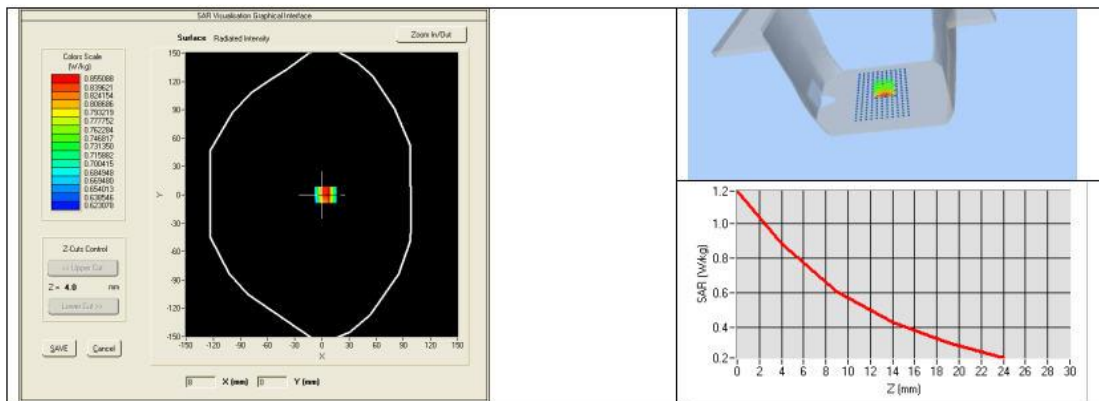 SAR Visualisation Graphical Interface
Surface Radiated Intensity
Zoom In/Out
Colors Scale
(W/kg)
0.855088
0.839621
0.824154
0.808686
0.793219
0.777752
0.762284
0.746817
0.731350
0.715882
0.700415
0.684948
0.669480
0.654013
0.638546
0.623078
150
120
90
60
30
0
-30
-60
-90
-120
-150
Y
-150 -120 -90 -60 -30 0 30 60 90 120 150
X
Z-Cuts Control
<< Upper Cut
Z = 4.0 mm
Lower Cut >>
SAVE Cancel
X (mm) 0 Y (mm)
1.2
1.0
0.8
0.6
0.4
0.2
SAR (W/kg)
0 2 4 6 8 10 12 14 16 18 20 22 24 26 28 30
Z (mm)